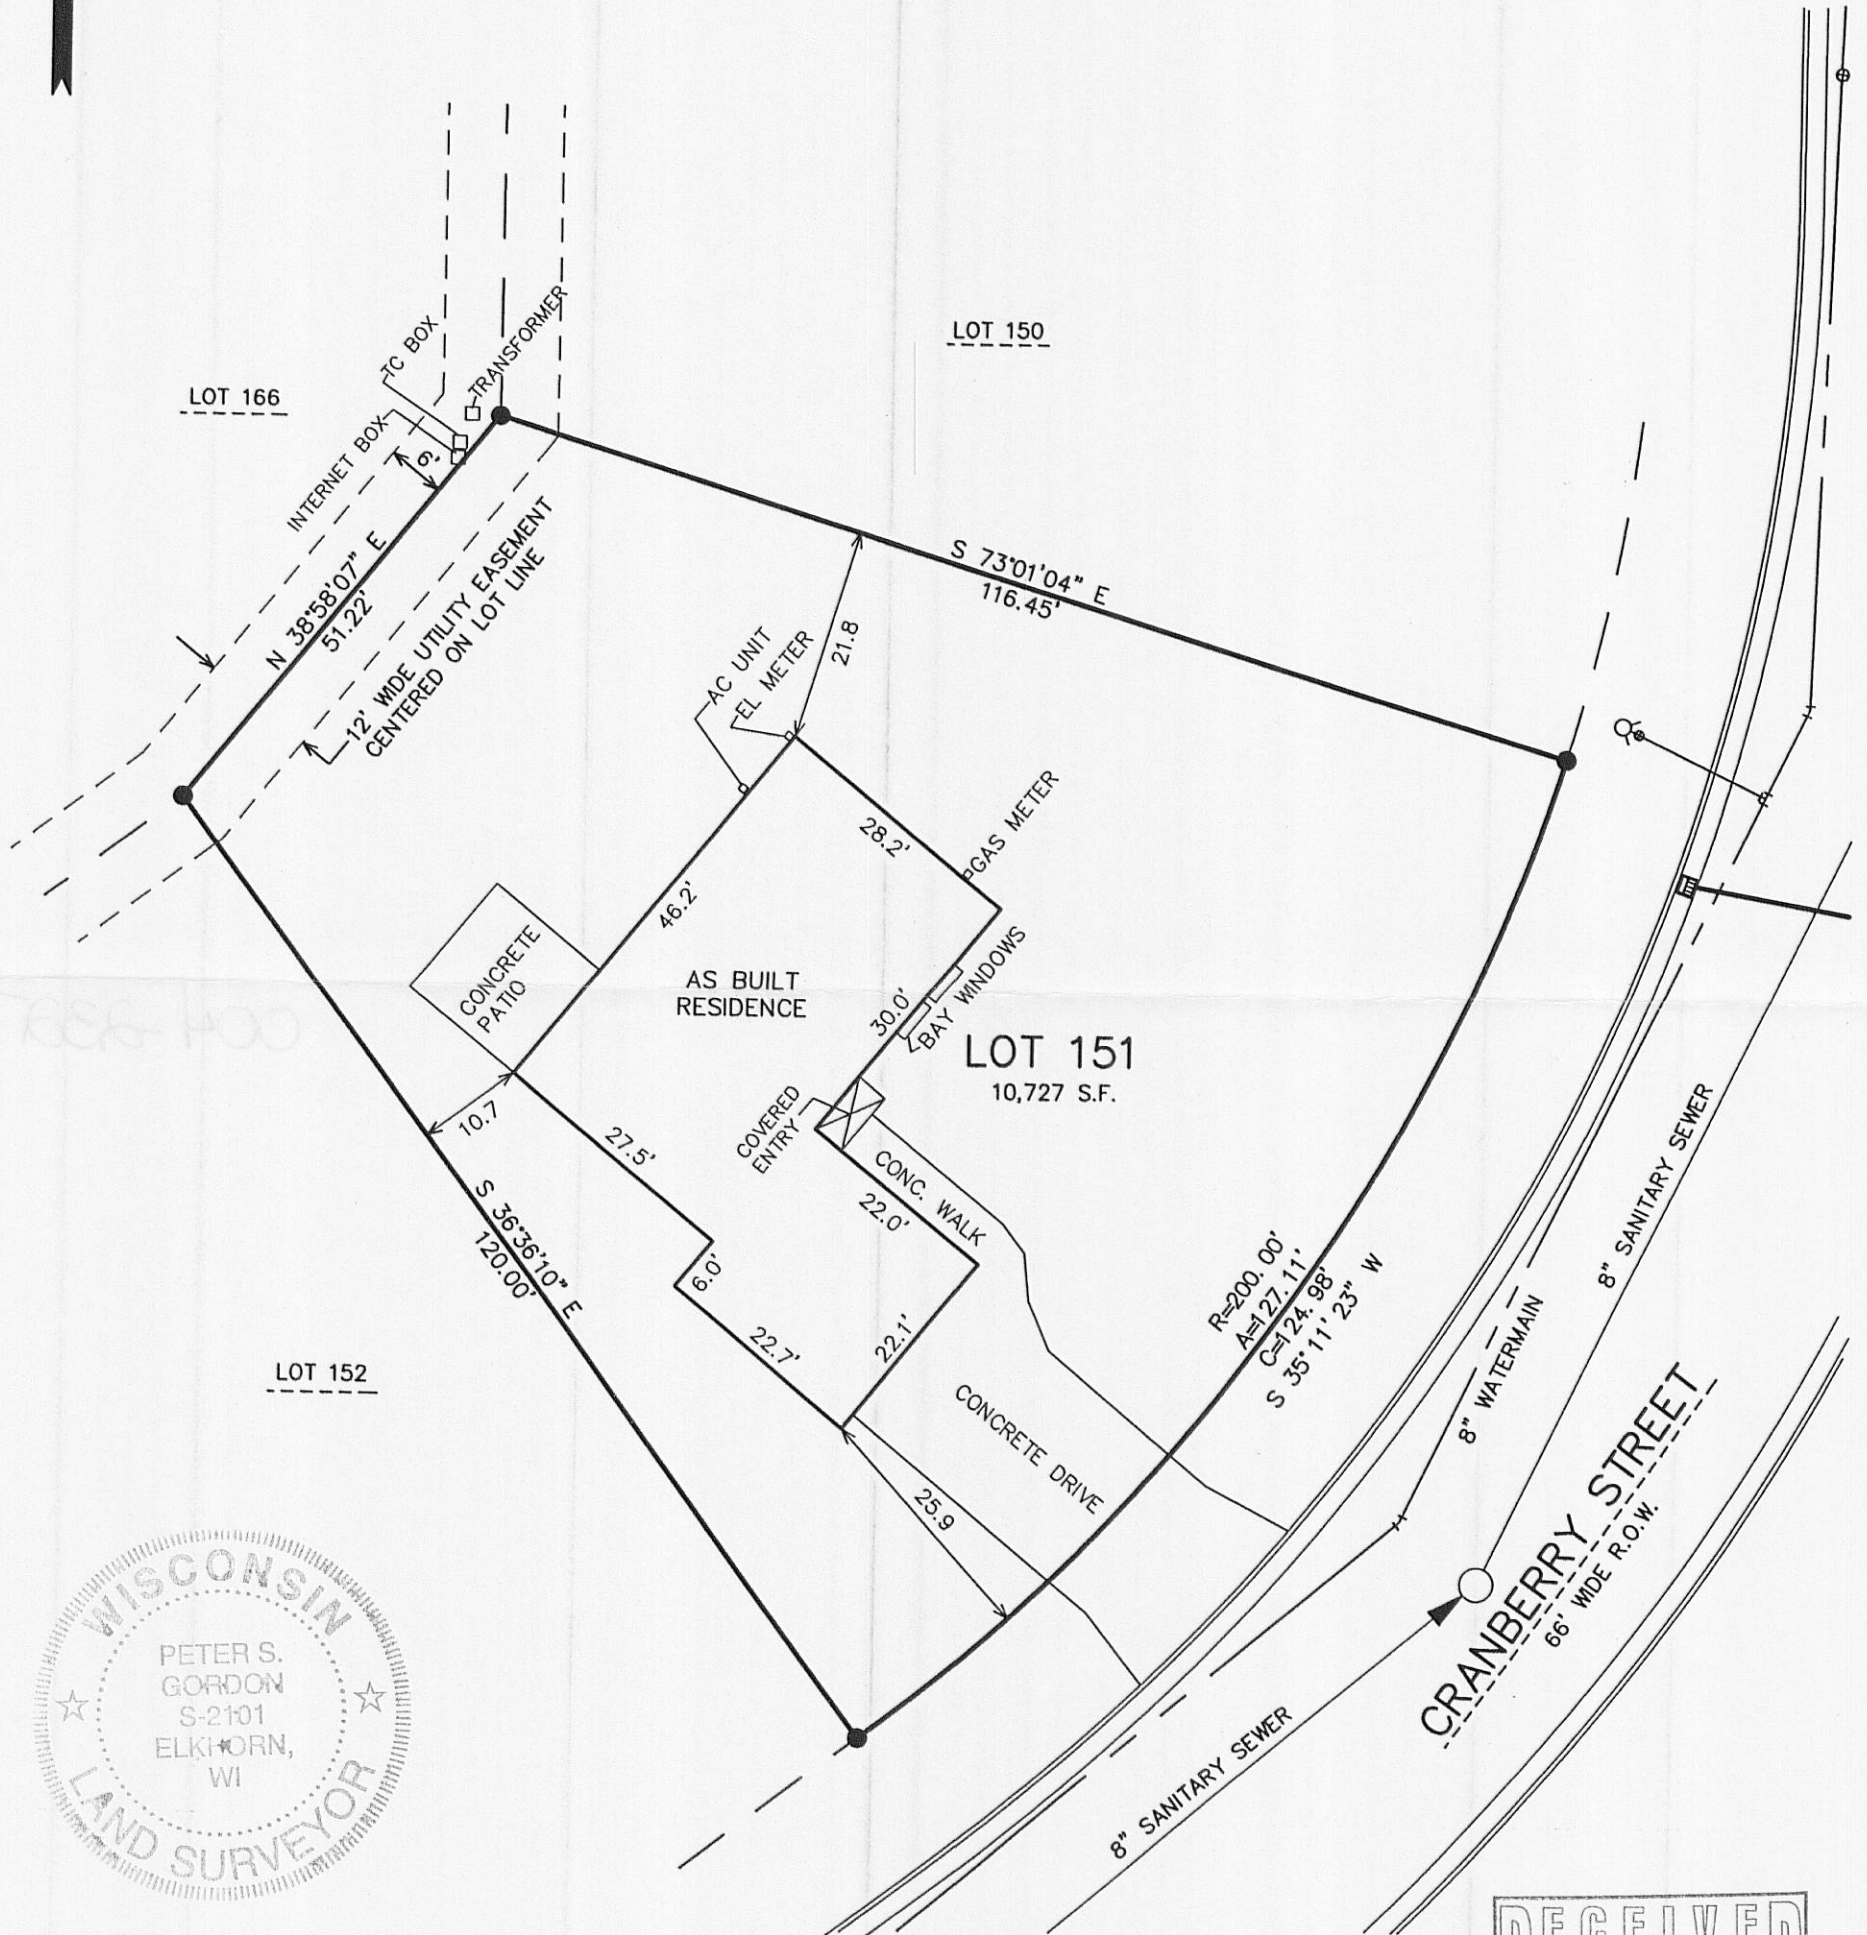 LOT 150
TC BOX
TRANSFORMER
LOT 166
INTERNET BOX
6'
N 38°58'07" E
51.22'
12' WIDE UTILITY EASEMENT
CENTERED ON LOT LINE
S 73°01'04" E
116.45'
21.8
AC UNIT
EL METER
28.2'
GAS METER
46.2'
CONCRETE
PATIO
AS BUILT
RESIDENCE
30.0'
BAY WINDOWS
LOT 151
10,727 S.F.
COVERED
ENTRY
10.7
27.5'
CONC. WALK
22.0'
S 36°36'10" E
120.00'
6.0'
22.7'
22.1'
R=200.00'
A=127.11'
C=124.98'
S 35°11'23" W
LOT 152
CONCRETE DRIVE
25.9
8" SANITARY SEWER
8" WATERMAIN
CRANBERRY STREET
66' WIDE R.O.W.
8" SANITARY SEWER
WISCONSIN
PETER S.
GORDON
S-2101
ELKHORN,
WI
LAND SURVEYOR
RECEIVED